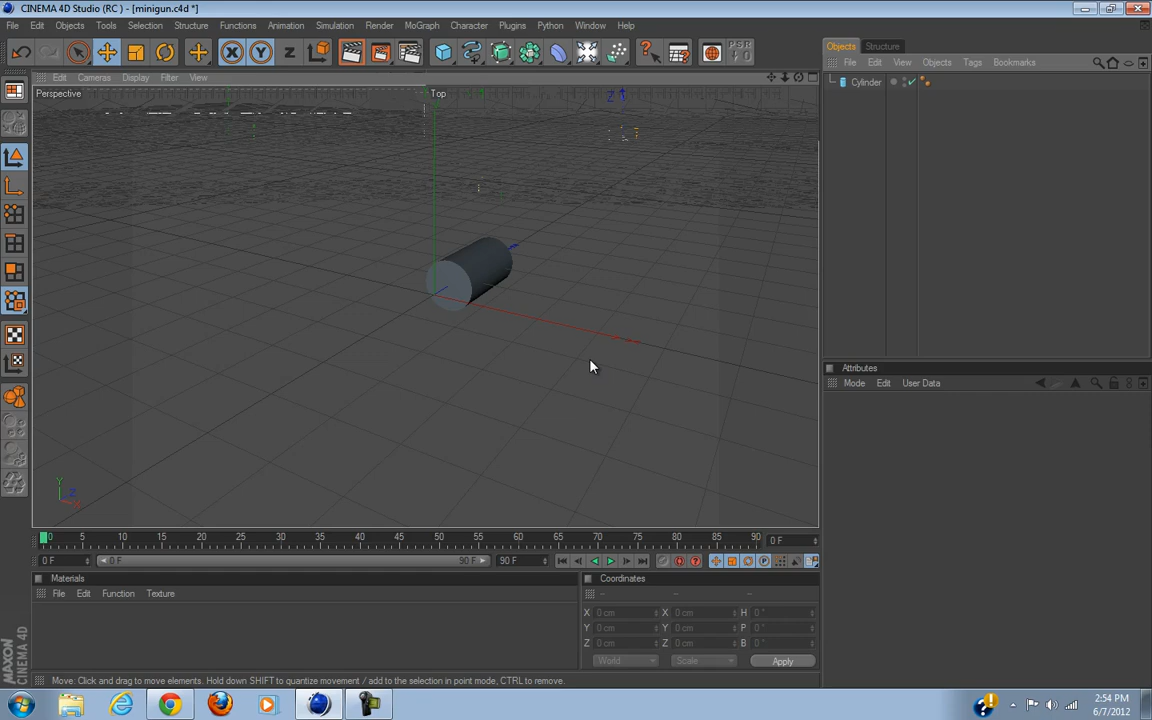 CINEMA 4D Studio (RC ) - [minigun.c4d *]
File Edit Objects Tools Selection Structure Functions Animation Simulation Render MoGraph Character Plugins Python Window Help
PSR
0
Objects Structure
File Edit View Objects Tags Bookmarks
Cylinder
Edit Cameras Display Filter View
Perspective
Top
Z
Y
Z
X
Attributes
Mode Edit User Data
0 5 10 15 20 25 30 35 40 45 50 55 60 65 70 75 80 85 90 0 F
0 F 0 F 90 F 90 F
Materials
File Edit Function Texture
Coordinates
X 0 cm X 0 cm H 0 °
Y 0 cm Y 0 cm P 0 °
Z 0 cm Z 0 cm B 0 °
World Scale Apply
MAXON
CINEMA 4D
Move: Click and drag to move elements. Hold down SHIFT to quantize movement / add to the selection in point mode, CTRL to remove.
2:54 PM
6/7/2012